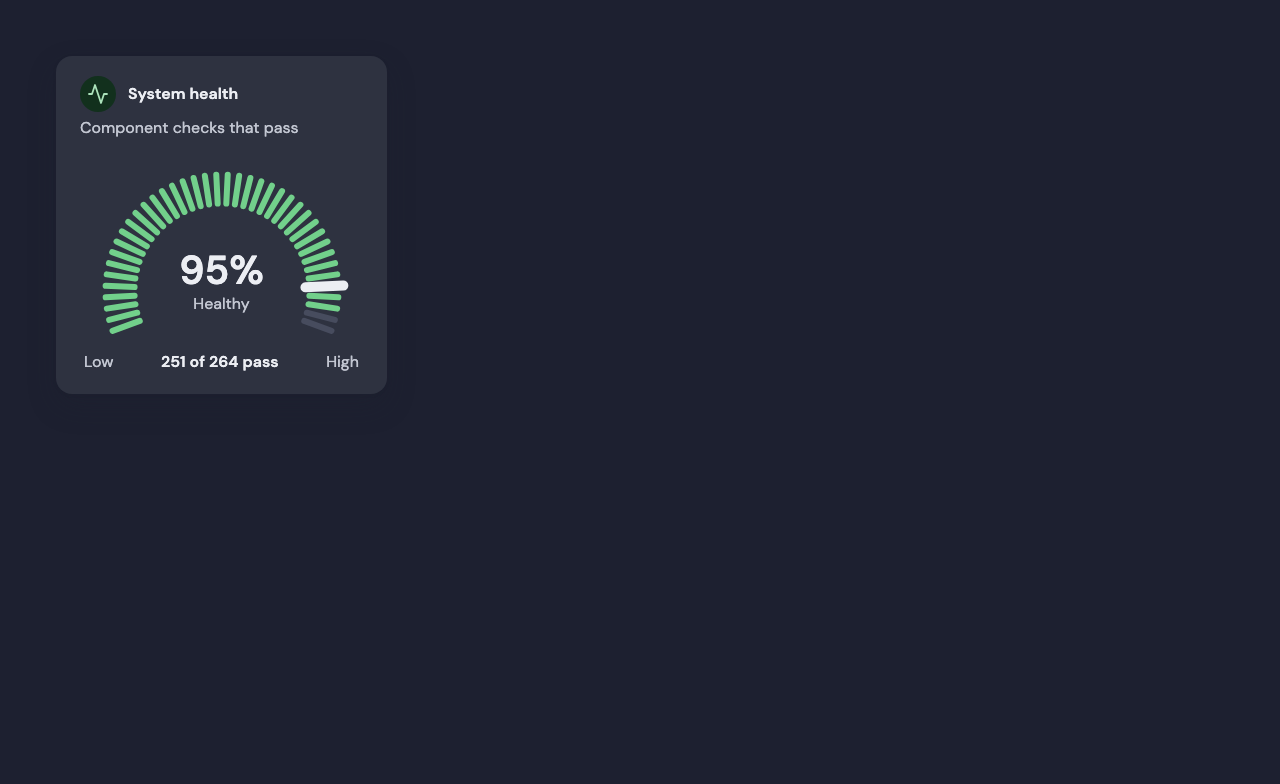 System health
Component checks that pass
95%
Healthy
Low 251 of 264 pass High